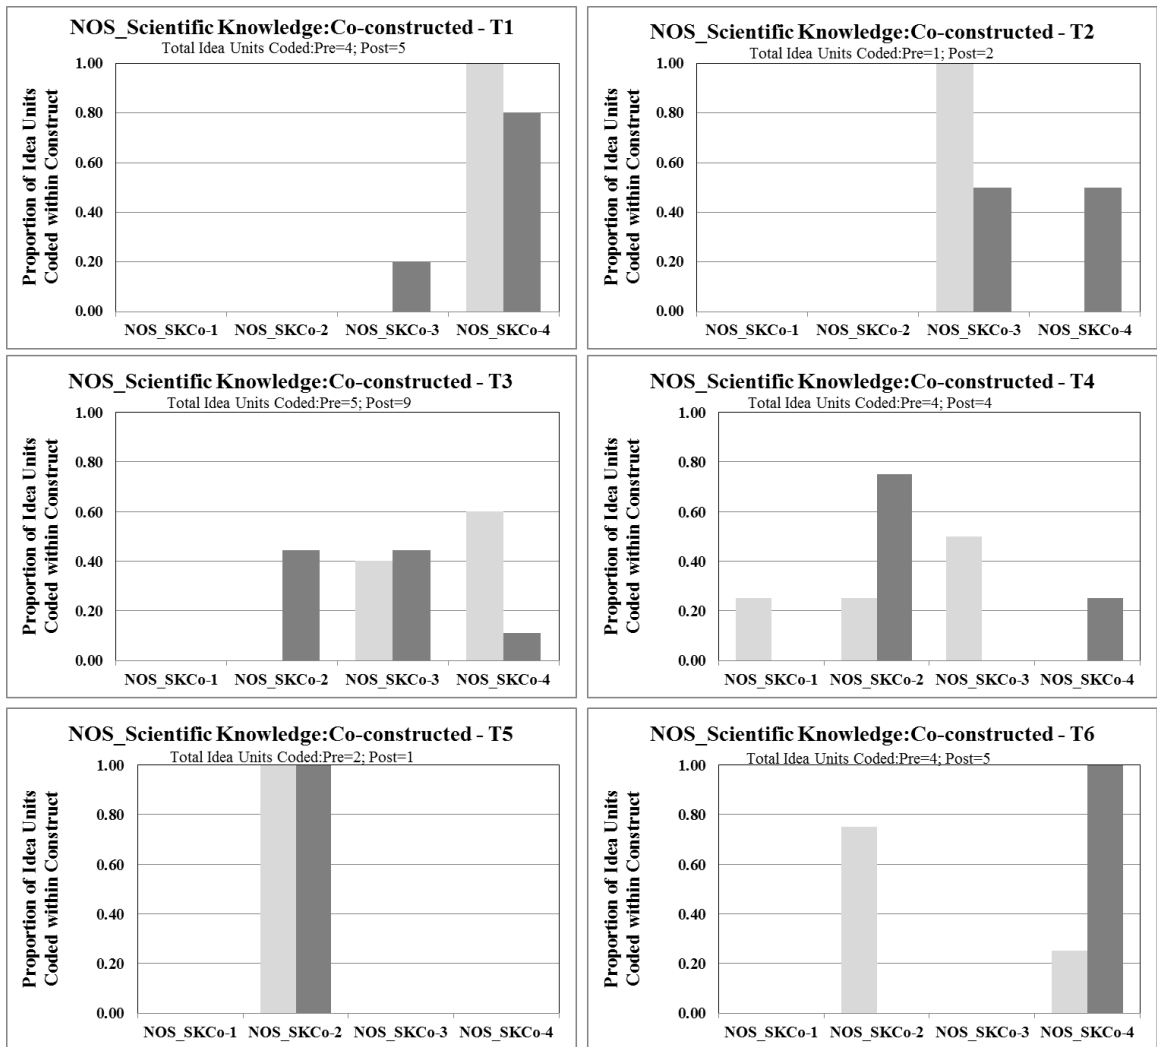 NOS_Scientific Knowledge:Co-constructed - T1
Total Idea Units Coded:Pre=4; Post=5
Proportion of Idea Units
Coded within Construct
1.00
0.80
0.60
0.40
0.20
0.00
NOS_SKCo-1 NOS_SKCo-2 NOS_SKCo-3 NOS_SKCo-4
NOS_Scientific Knowledge:Co-constructed - T2
Total Idea Units Coded:Pre=1; Post=2
Proportion of Idea Units
Coded within Construct
1.00
0.80
0.60
0.40
0.20
0.00
NOS_SKCo-1 NOS_SKCo-2 NOS_SKCo-3 NOS_SKCo-4
NOS_Scientific Knowledge:Co-constructed - T3
Total Idea Units Coded:Pre=5; Post=9
Proportion of Idea Units
Coded within Construct
1.00
0.80
0.60
0.40
0.20
0.00
NOS_SKCo-1 NOS_SKCo-2 NOS_SKCo-3 NOS_SKCo-4
NOS_Scientific Knowledge:Co-constructed - T4
Total Idea Units Coded:Pre=4; Post=4
Proportion of Idea Units
Coded within Construct
1.00
0.80
0.60
0.40
0.20
0.00
NOS_SKCo-1 NOS_SKCo-2 NOS_SKCo-3 NOS_SKCo-4
NOS_Scientific Knowledge:Co-constructed - T5
Total Idea Units Coded:Pre=2; Post=1
Proportion of Idea Units
Coded within Construct
1.00
0.80
0.60
0.40
0.20
0.00
NOS_SKCo-1 NOS_SKCo-2 NOS_SKCo-3 NOS_SKCo-4
NOS_Scientific Knowledge:Co-constructed - T6
Total Idea Units Coded:Pre=4; Post=5
Proportion of Idea Units
Coded within Construct
1.00
0.80
0.60
0.40
0.20
0.00
NOS_SKCo-1 NOS_SKCo-2 NOS_SKCo-3 NOS_SKCo-4